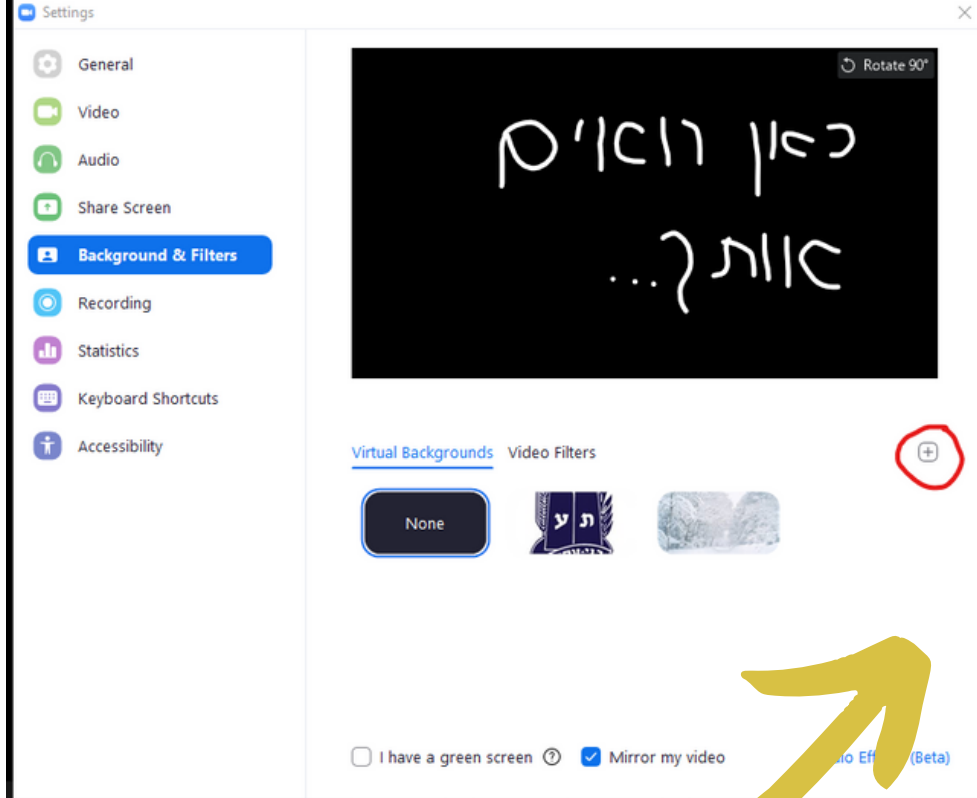 Settings
General
Video
Audio
Share Screen
Background & Filters
Recording
Statistics
Keyboard Shortcuts
Accessibility
Rotate 90°
כאן רואים
אותך...
Virtual Backgrounds Video Filters
None
תע
I have a green screen Mirror my video (Beta)